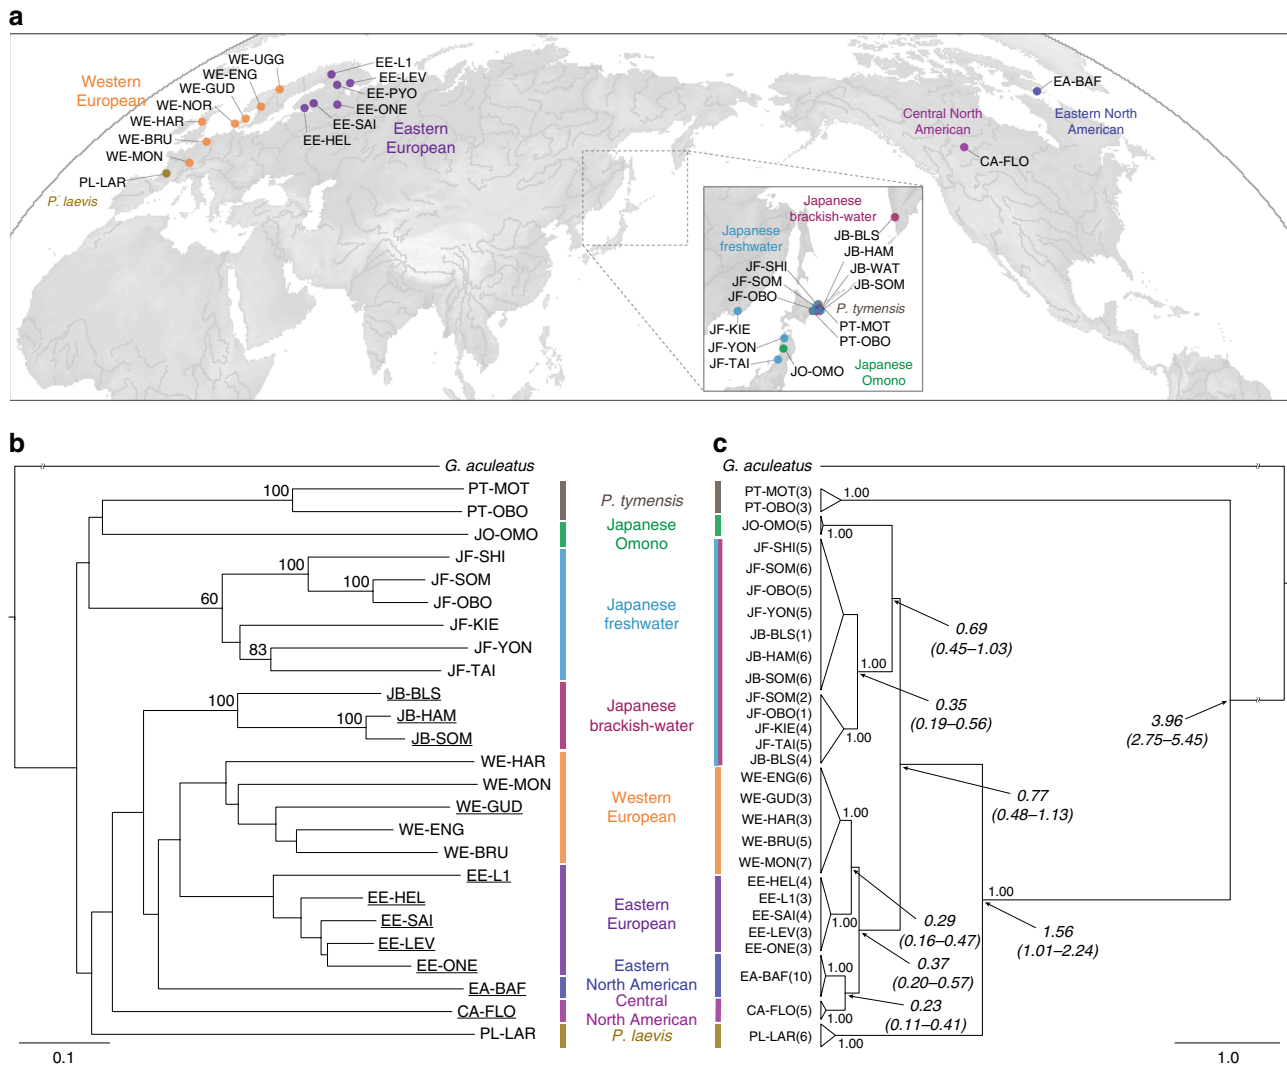 a
WE-UGG
WE-ENG
WE-GUD
WE-NOR
WE-HAR
WE-BRU
WE-MON
PL-LAR
P. laevis
Western
European
EE-L1
EE-LEV
EE-PYO
EE-ONE
EE-SAI
EE-HEL
Eastern
European
Central North
American
CA-FLO
EA-BAF
Eastern North
American
Japanese
brackish-water
Japanese
freshwater
JB-BLS
JB-HAM
JB-WAT
JB-SOM
JF-SHI
JF-SOM
JF-OBO
P. tymensis
PT-MOT
PT-OBO
JF-KIE
JF-YON
JF-TAI
JO-OMO
Japanese
Omono
b
G. aculeatus
100
PT-MOT
PT-OBO
JO-OMO
100
JF-SHI
100
JF-SOM
JF-OBO
60
JF-KIE
83
JF-YON
JF-TAI
100
JB-BLS
100
JB-HAM
JB-SOM
WE-HAR
WE-MON
WE-GUD
WE-ENG
WE-BRU
EE-L1
EE-HEL
EE-SAI
EE-LEV
EE-ONE
EA-BAF
CA-FLO
PL-LAR
0.1
P. tymensis
Japanese
Omono
Japanese
freshwater
Japanese
brackish-water
Western
European
Eastern
European
Eastern
North American
Central
North American
P. laevis
c
G. aculeatus
PT-MOT(3)
PT-OBO(3)
1.00
JO-OMO(5)
1.00
JF-SHI(5)
JF-SOM(6)
JF-OBO(5)
JF-YON(5)
JB-BLS(1)
JB-HAM(6)
JB-SOM(6)
JF-SOM(2)
JF-OBO(1)
JF-KIE(4)
JF-TAI(5)
JB-BLS(4)
1.00
1.00
0.69
(0.45–1.03)
0.35
(0.19–0.56)
3.96
(2.75–5.45)
WE-ENG(6)
WE-GUD(3)
WE-HAR(3)
WE-BRU(5)
WE-MON(7)
1.00
0.77
(0.48–1.13)
EE-HEL(4)
EE-L1(3)
EE-SAI(4)
EE-LEV(3)
EE-ONE(3)
1.00
1.00
0.29
(0.16–0.47)
1.56
(1.01–2.24)
EA-BAF(10)
1.00
0.37
(0.20–0.57)
CA-FLO(5)
1.00
0.23
(0.11–0.41)
PL-LAR(6)
1.00
1.0